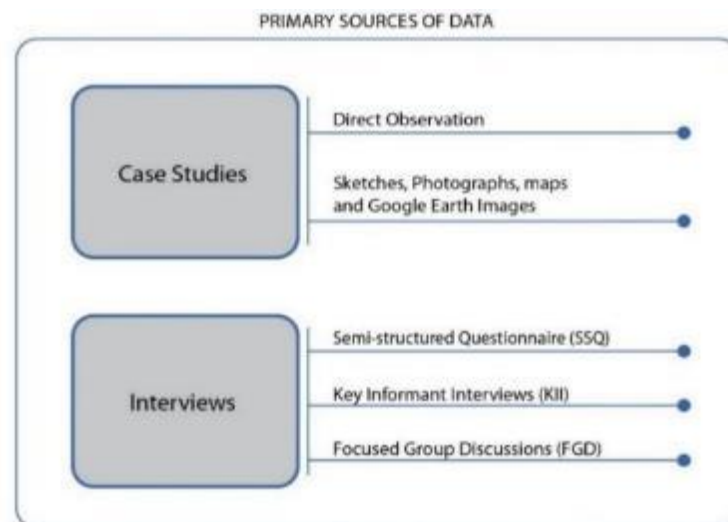 PRIMARY SOURCES OF DATA
Case Studies
Direct Observation
Sketches, Photographs, maps
and Google Earth Images
Interviews
Semi-structured Questionnaire (SSQ)
Key Informant Interviews (KII)
Focused Group Discussions (FGD)